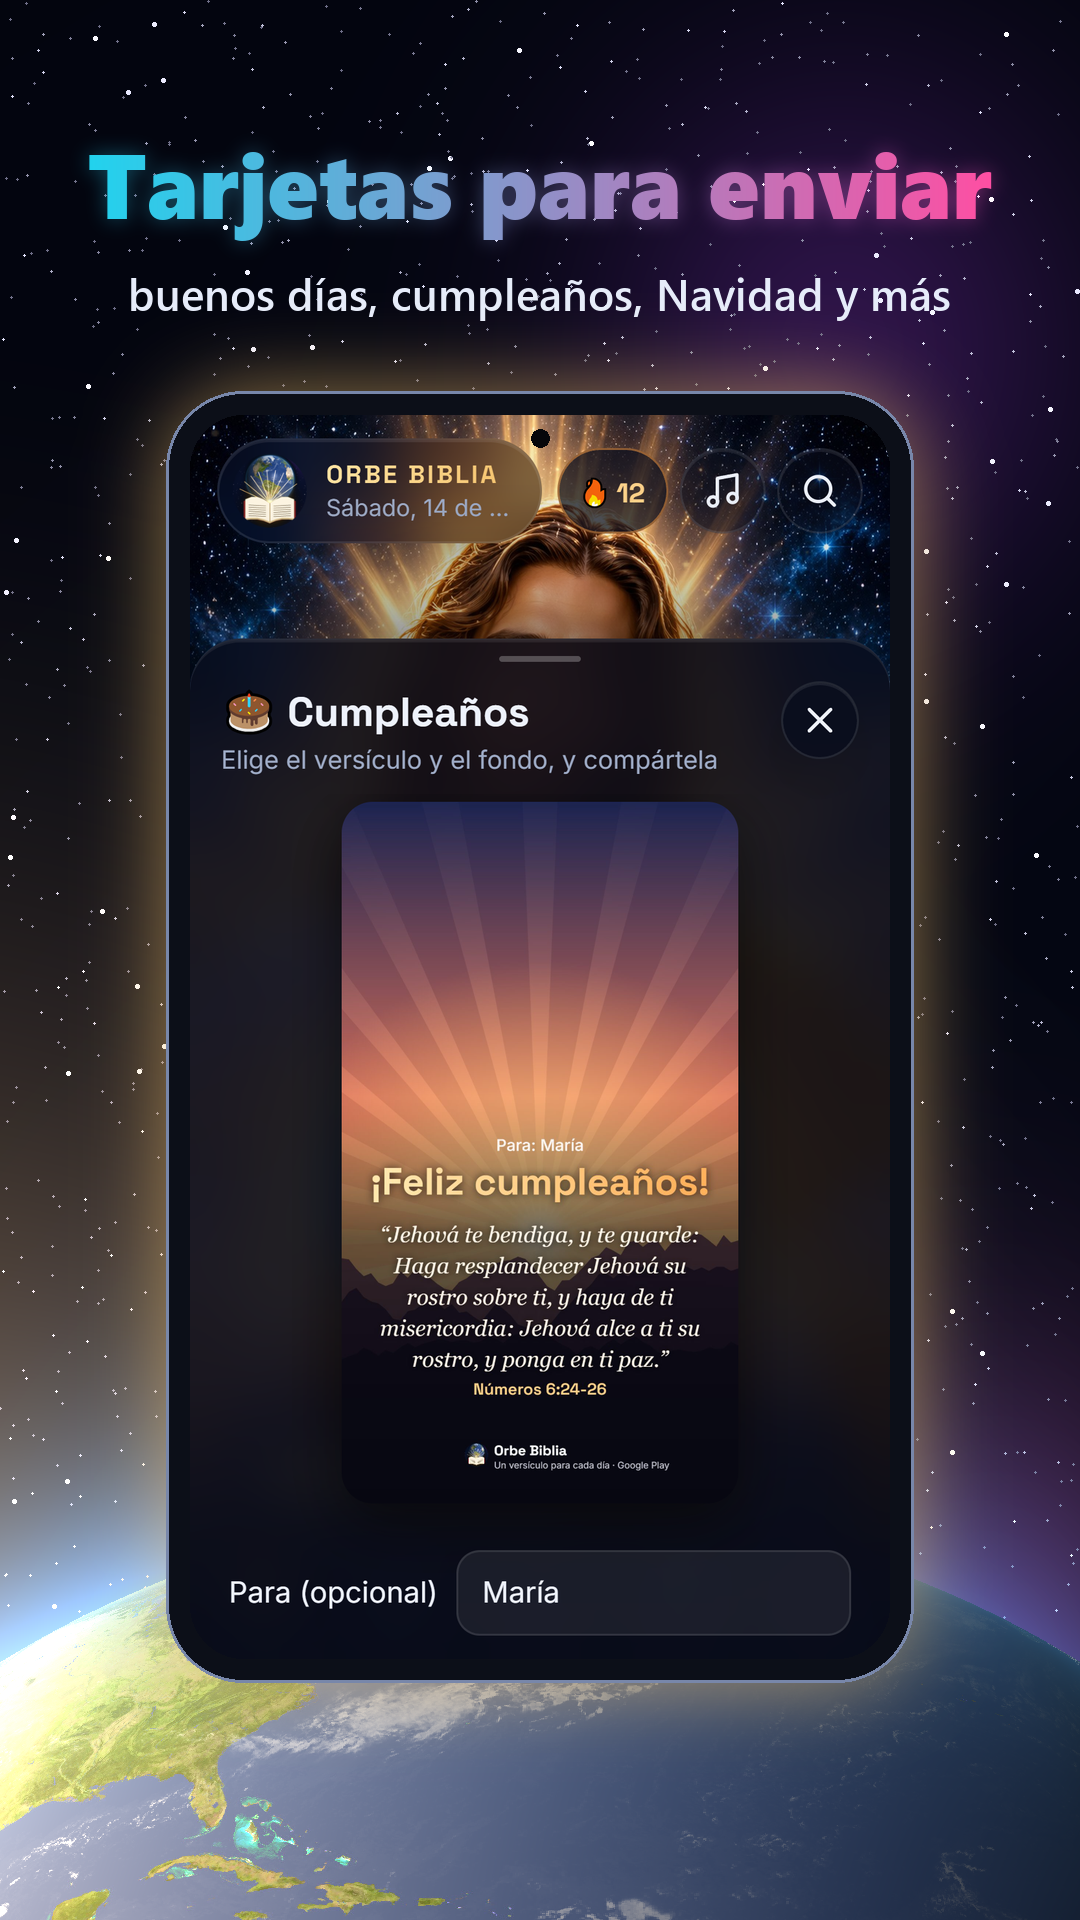 Tarjetas para enviar
buenos días, cumpleaños, Navidad y más
ORBE BIBLIA
Sábado, 14 de ...
12
Cumpleaños
Elige el versículo y el fondo, y compártela
Para: María
¡Feliz cumpleaños!
“Jehová te bendiga, y te guarde:
Haga resplandecer Jehová su
rostro sobre ti, y haya de ti
misericordia: Jehová alce a ti su
rostro, y ponga en ti paz.”
Números 6:24-26
Orbe Biblia
Un versículo para cada día · Google Play
Para (opcional)
María